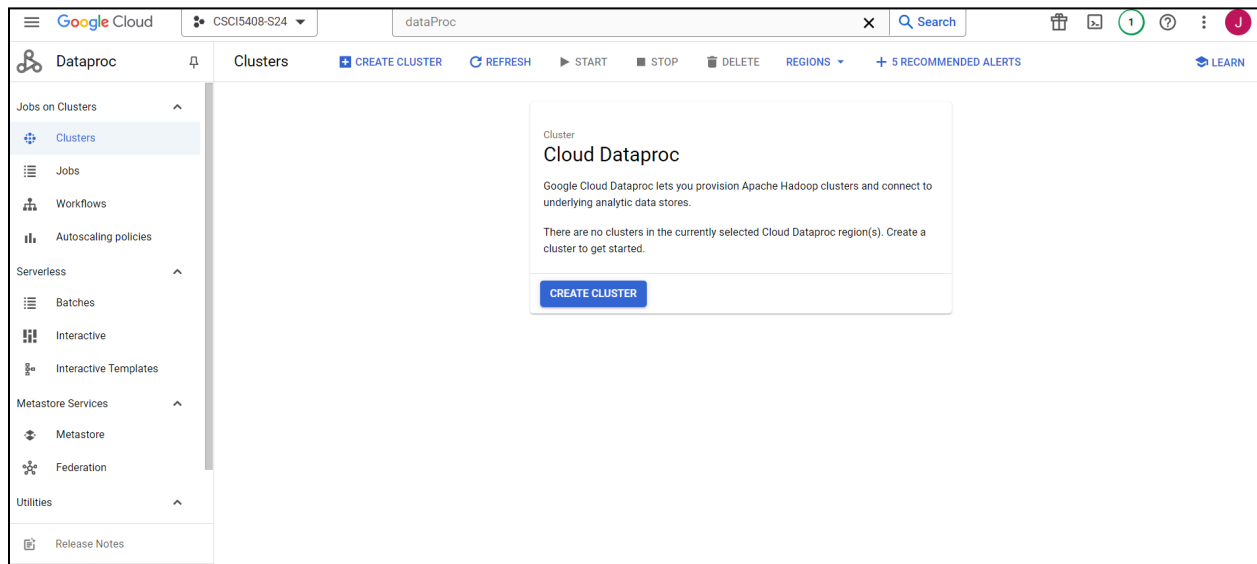 Google Cloud
CSCI5408-S24
dataProc
Search
1
J
Dataproc
Clusters
CREATE CLUSTER
REFRESH
START
STOP
DELETE
REGIONS
5 RECOMMENDED ALERTS
LEARN
Jobs on Clusters
Clusters
Jobs
Workflows
Autoscaling policies
Serverless
Batches
Interactive
Interactive Templates
Metastore Services
Metastore
Federation
Utilities
Release Notes
Cluster
Cloud Dataproc
Google Cloud Dataproc lets you provision Apache Hadoop clusters and connect to
underlying analytic data stores.
There are no clusters in the currently selected Cloud Dataproc region(s). Create a
cluster to get started.
CREATE CLUSTER